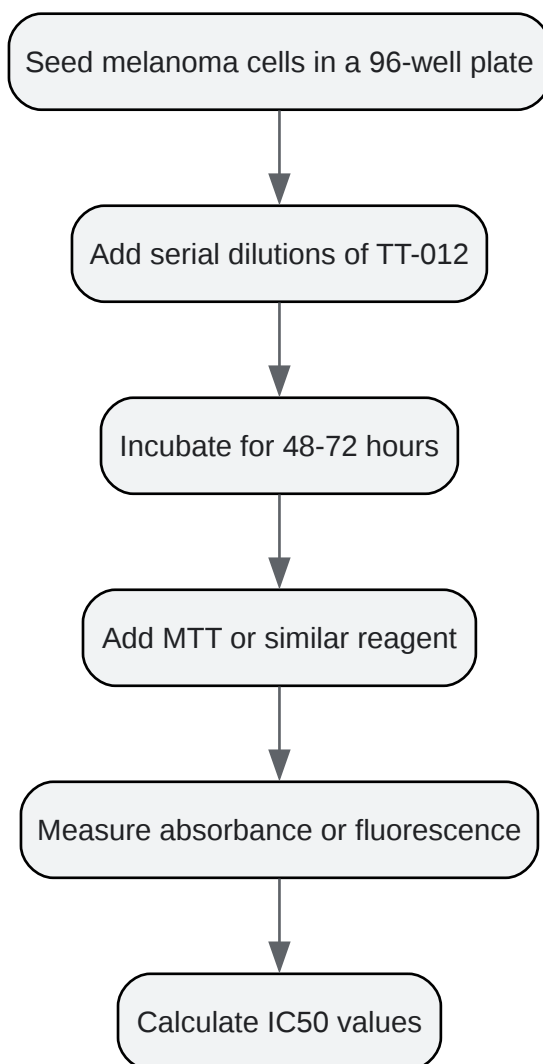 Seed melanoma cells in a 96-well plate
Add serial dilutions of TT-012
Incubate for 48-72 hours
Add MTT or similar reagent
Measure absorbance or fluorescence
Calculate IC50 values